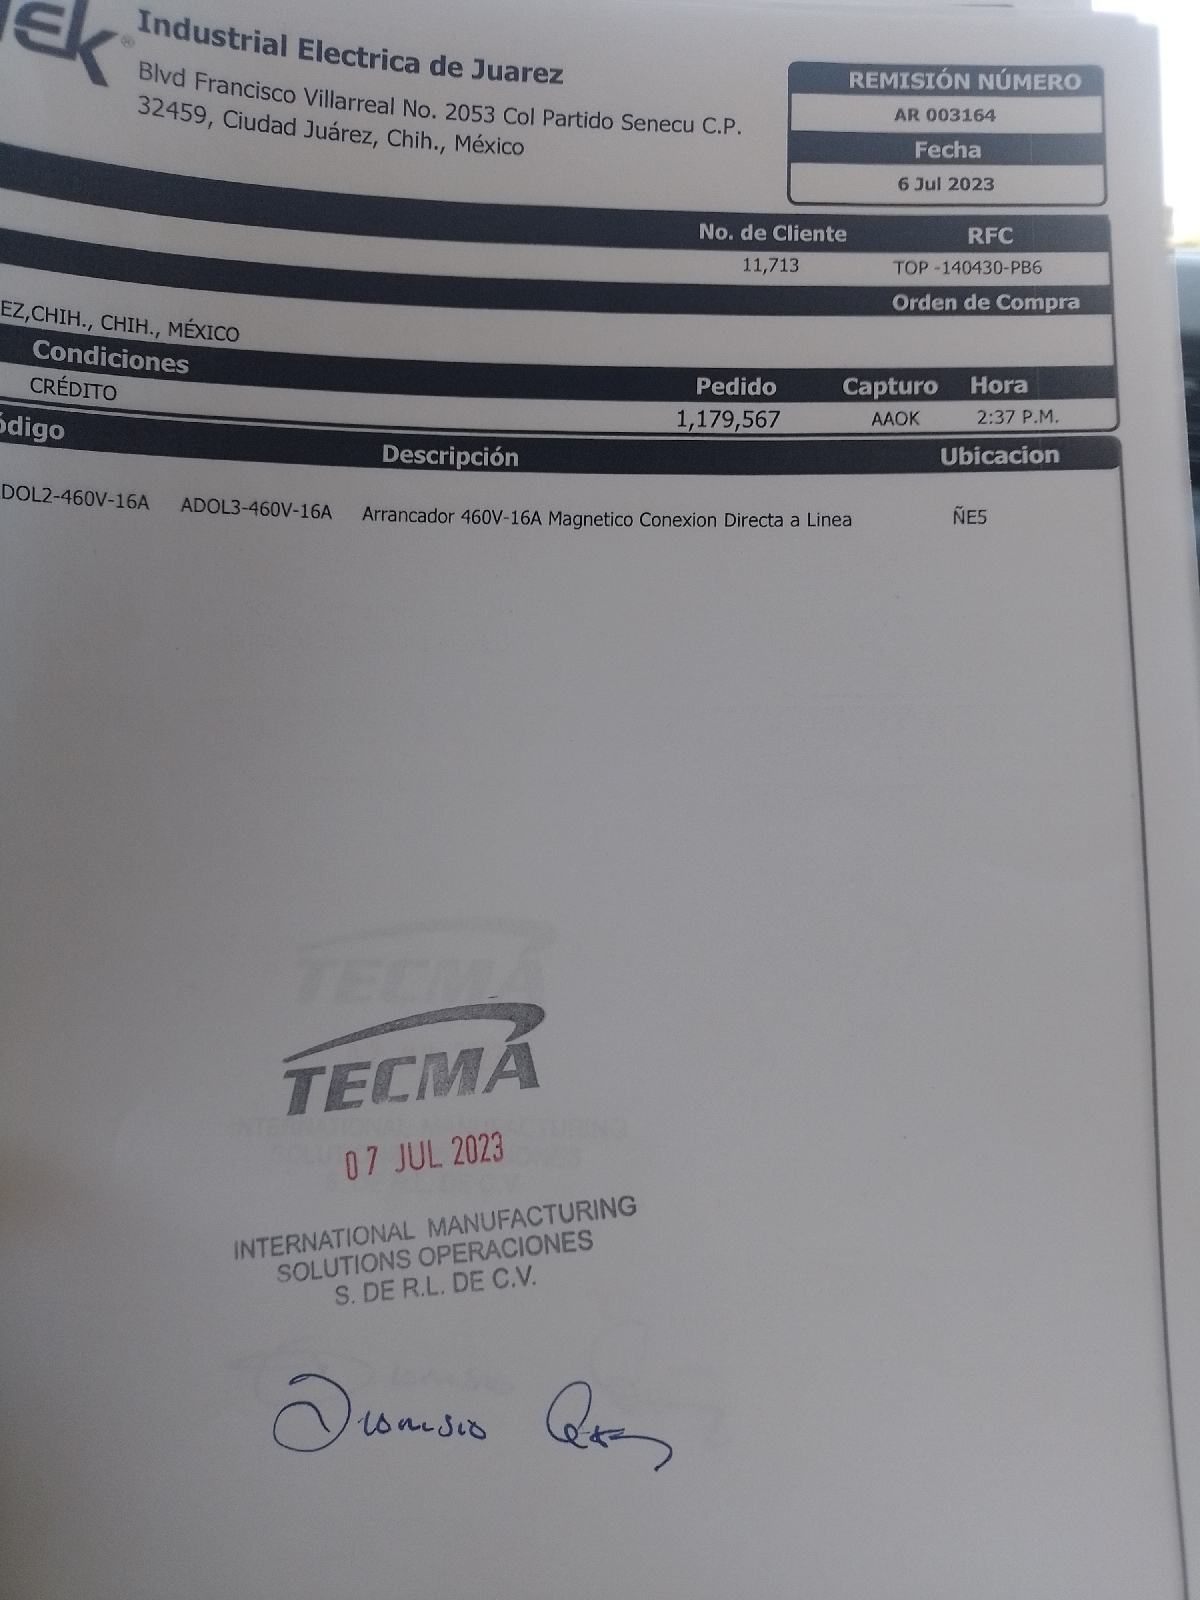 Industrial Electrica de Juarez
Blvd Francisco Villarreal No. 2053 Col Partido Senecu C.P.
32459, Ciudad Juárez, Chih., México
REMISIÓN NÚMERO
AR 003164
Fecha
6 Jul 2023
No. de Cliente RFC
11,713 TOP -140430-PB6
Orden de Compra
EZ,CHIH., CHIH., MÉXICO
Condiciones Pedido Capturo Hora
CRÉDITO 1,179,567 AAOK 2:37 P.M.
ódigo Descripción Ubicacion
DOL2-460V-16A ADOL3-460V-16A Arrancador 460V-16A Magnetico Conexion Directa a Linea ÑE5
TECMA
07 JUL 2023
INTERNATIONAL MANUFACTURING
SOLUTIONS OPERACIONES
S. DE R.L. DE C.V.
Dionisio